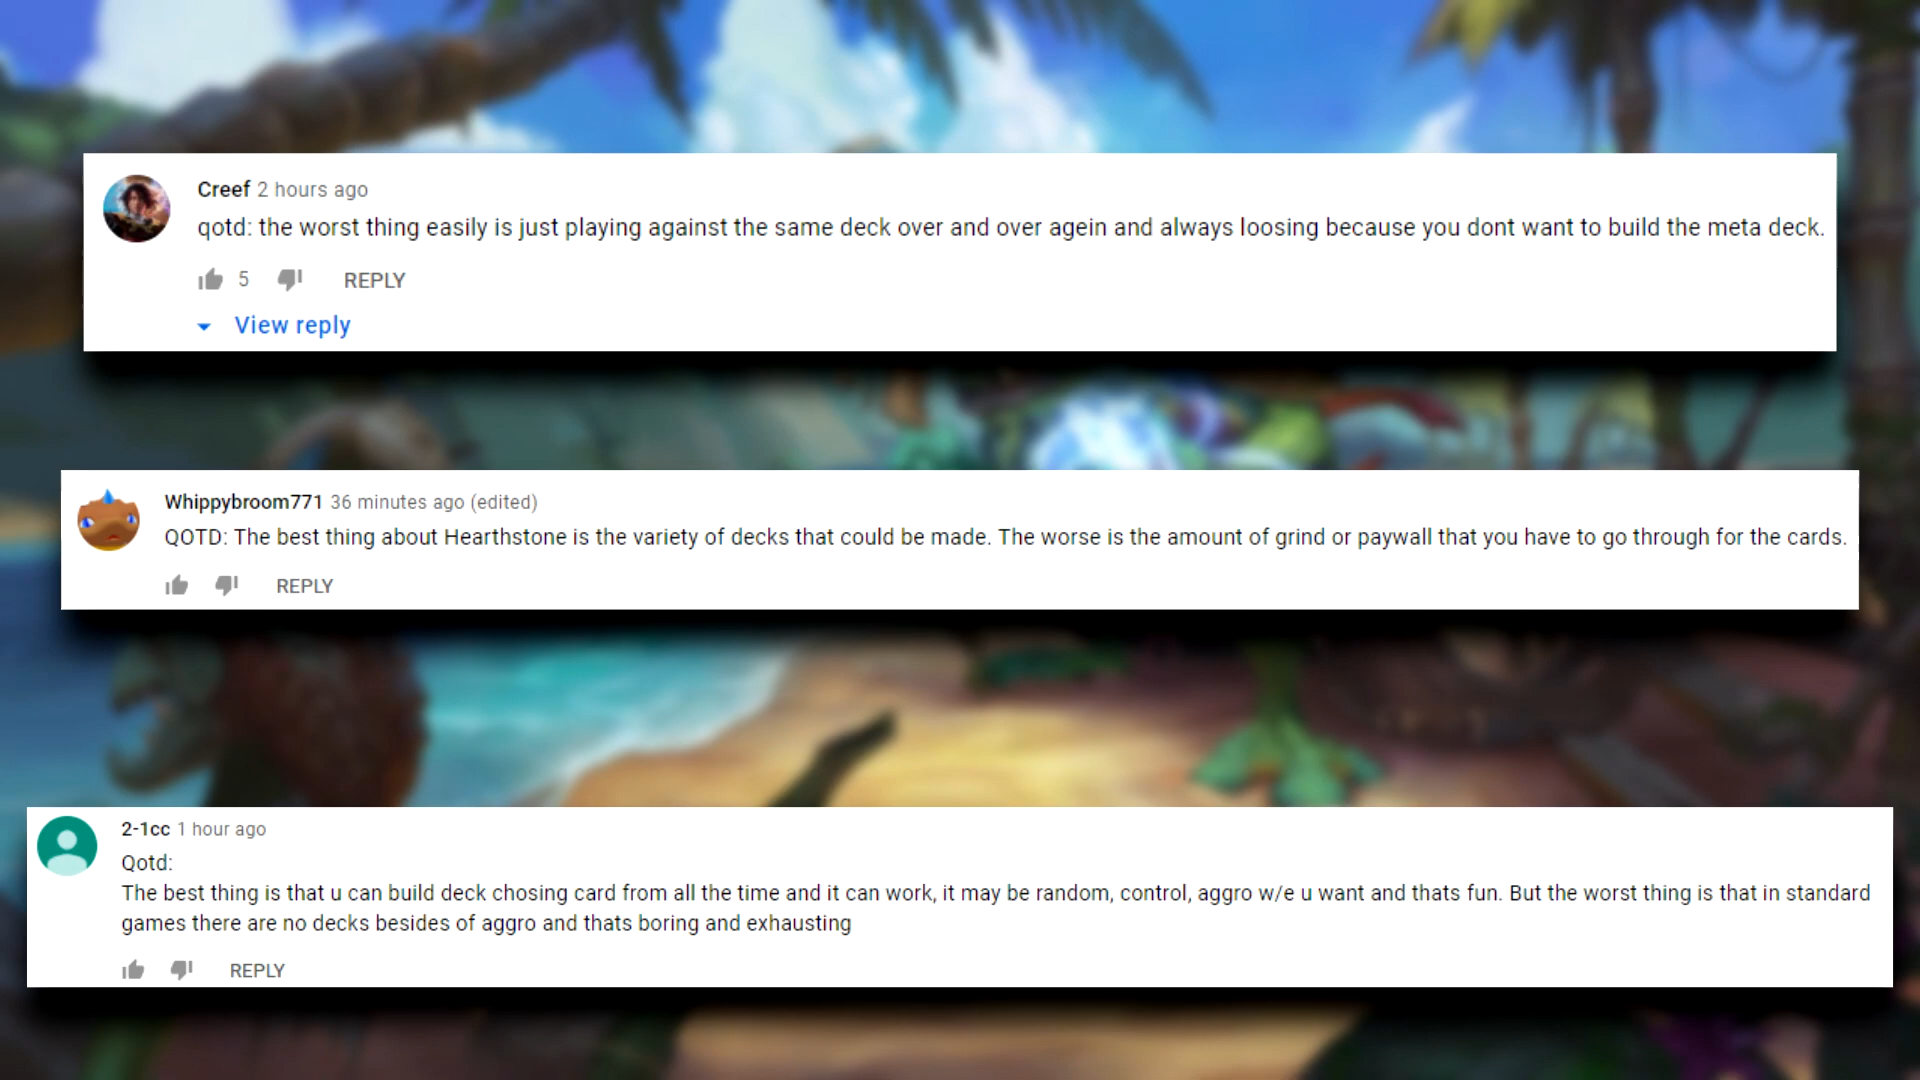 Creef 2 hours ago
qotd: the worst thing easily is just playing against the same deck over and over agein and always loosing because you dont want to build the meta deck.
5 REPLY
View reply
Whippybroom771 36 minutes ago (edited)
QOTD: The best thing about Hearthstone is the variety of decks that could be made. The worse is the amount of grind or paywall that you have to go through for the cards.
REPLY
2-1cc 1 hour ago
Qotd:
The best thing is that u can build deck chosing card from all the time and it can work, it may be random, control, aggro w/e u want and thats fun. But the worst thing is that in standard
games there are no decks besides of aggro and thats boring and exhausting
REPLY